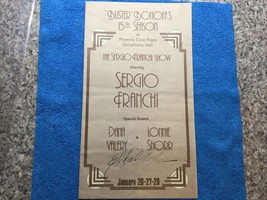 "BUSTER" BONOFF'S
15TH SEASON
at
Phoenix Civic Plaza
Symphony Hall
THE SERGIO FRANCHI SHOW
Starring
SERGIO
FRANCHI
Special Guests
DANA • LONNIE
VALERY SHORR
January 26-27-28